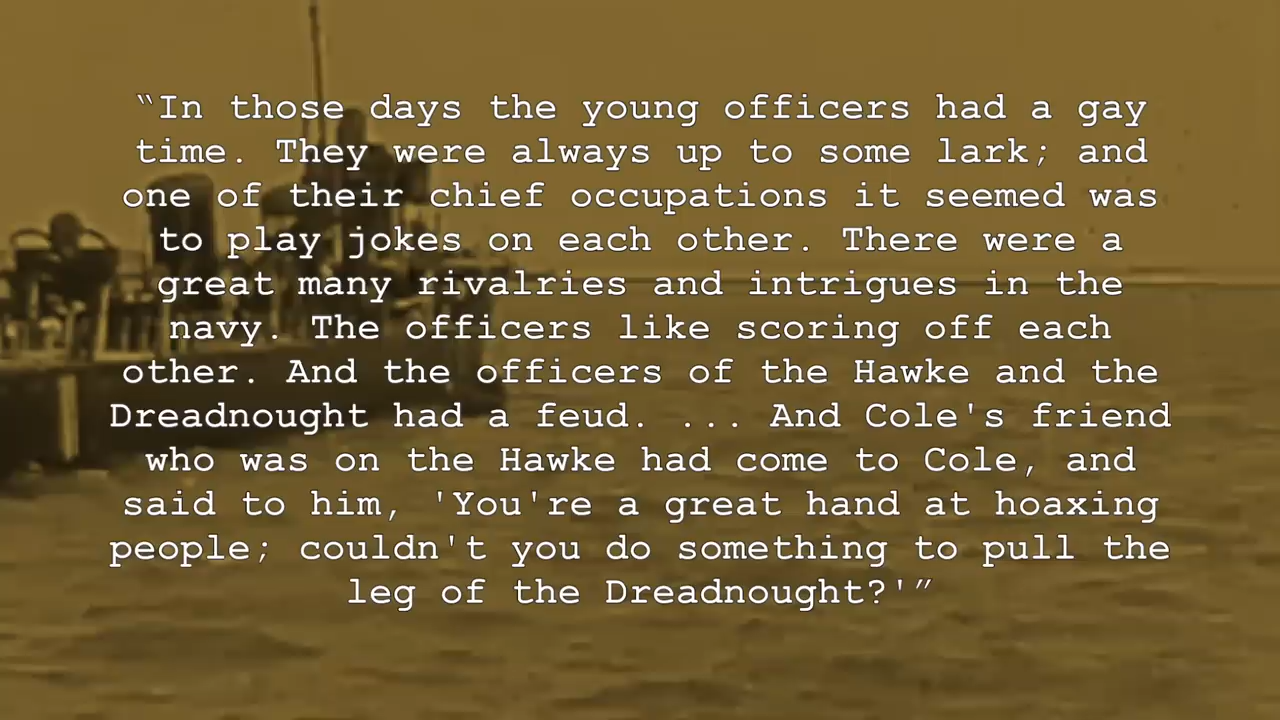 “In those days the young officers had a gay
time. They were always up to some lark; and
one of their chief occupations it seemed was
to play jokes on each other. There were a
great many rivalries and intrigues in the
navy. The officers like scoring off each
other. And the officers of the Hawke and the
Dreadnought had a feud. ... And Cole's friend
who was on the Hawke had come to Cole, and
said to him, 'You're a great hand at hoaxing
people; couldn't you do something to pull the
leg of the Dreadnought?'”